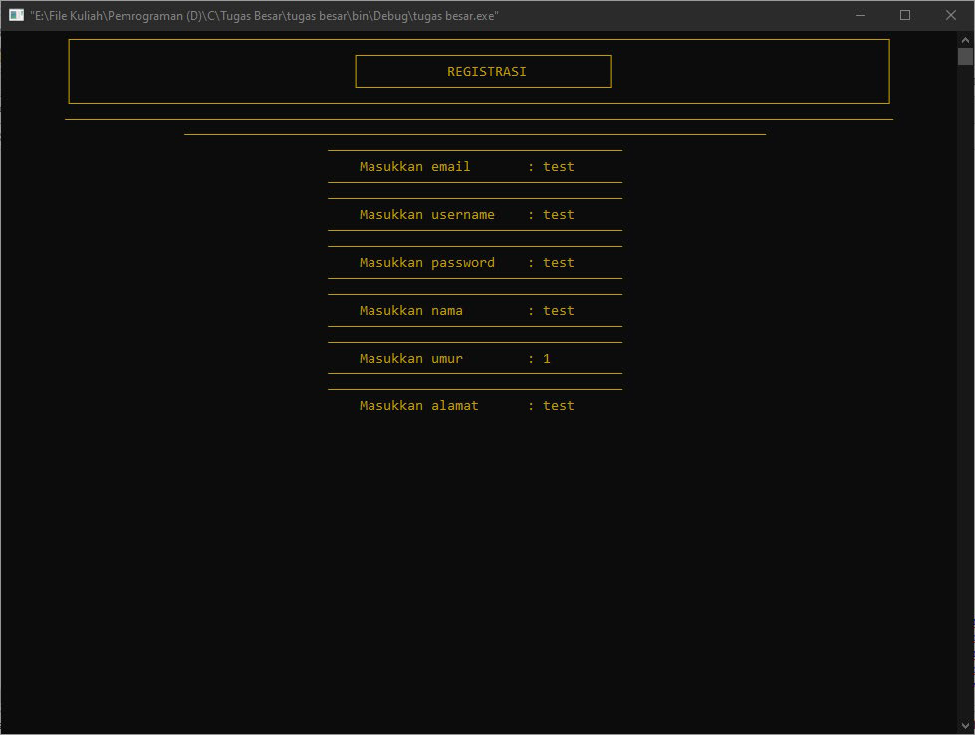 "E:\File Kuliah\Pemrograman (D)\C\Tugas Besar\tugas besar\bin\Debug\tugas besar.exe"
REGISTRASI
Masukkan email : test
Masukkan username : test
Masukkan password : test
Masukkan nama : test
Masukkan umur : 1
Masukkan alamat : test